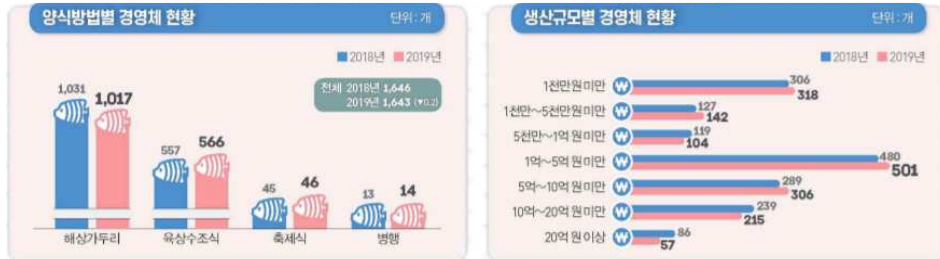 양식방법별 경영체 현황 단위 : 개
2018년 2019년
전체 2018년 1,646
2019년 1,643 (▼0.2)
1,031 1,017
557 566
45 46
13 14
해상가두리 육상수조식 축제식 병행
생산규모별 경영체 현황 단위 : 개
2018년 2019년
1천만원미만 306
318
1천만~5천만원미만 127
142
5천만~1억 원미만 119
104
1억~5억 원미만 480
501
5억~10억 원미만 289
306
10억~20억 원미만 239
215
20억 원이상 86
57